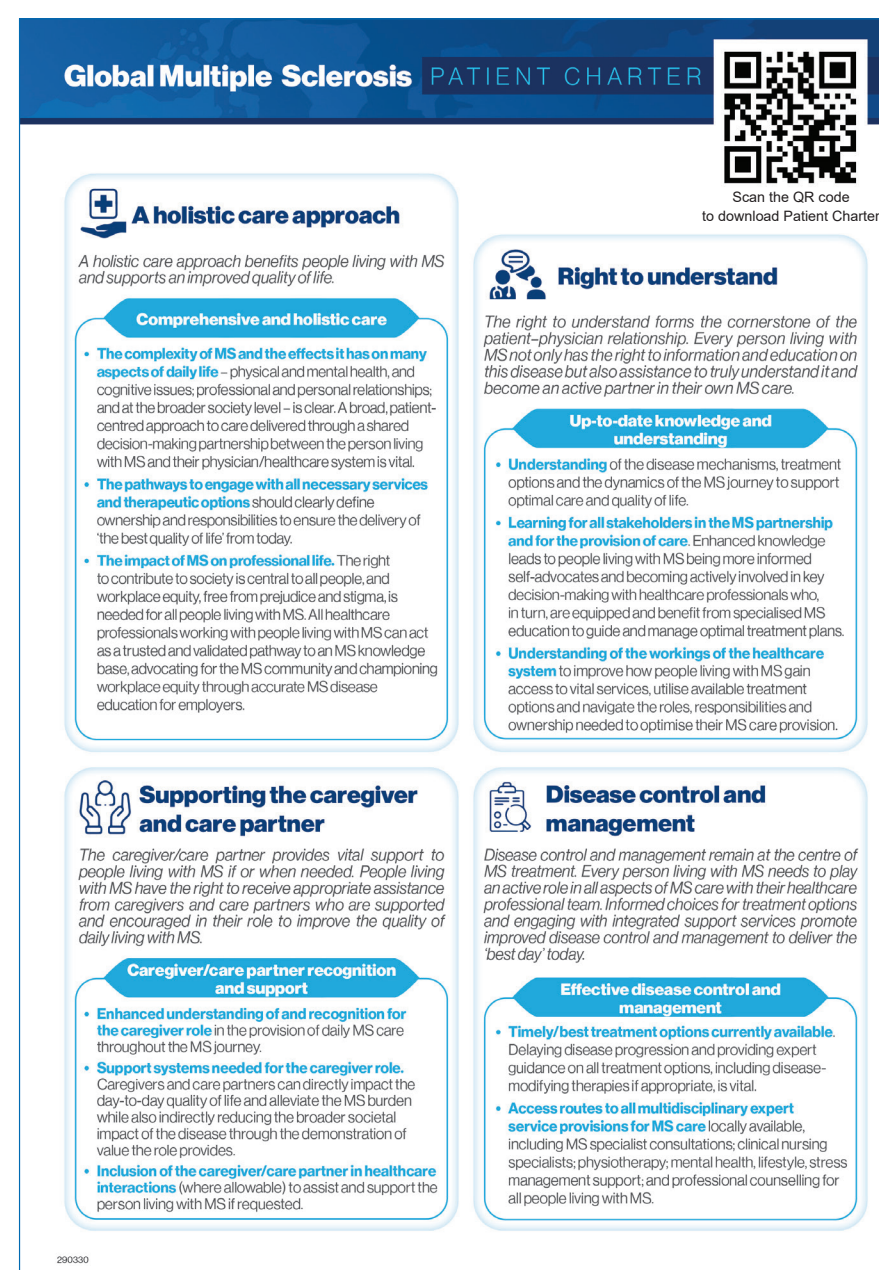 Global Multiple Sclerosis PATIENT CHARTER
Scan the QR code
to download Patient Charter
A holistic care approach
A holistic care approach benefits people living with MS
and supports an improved quality of life.
Comprehensive and holistic care
• The complexity of MS and the effects it has on many
aspects of daily life – physical and mental health, and
cognitive issues; professional and personal relationships;
and at the broader society level – is clear. A broad, patient-
centred approach to care delivered through a shared
decision-making partnership between the person living
with MS and their physician/healthcare system is vital.
• The pathways to engage with all necessary services
and therapeutic options should clearly define
ownership and responsibilities to ensure the delivery of
‘the best quality of life’ from today.
• The impact of MS on professional life. The right
to contribute to society is central to all people, and
workplace equity, free from prejudice and stigma, is
needed for all people living with MS. All healthcare
professionals working with people living with MS can act
as a trusted and validated pathway to an MS knowledge
base, advocating for the MS community and championing
workplace equity through accurate MS disease
education for employers.
Right to understand
The right to understand forms the cornerstone of the
patient–physician relationship. Every person living with
MS not only has the right to information and education on
this disease but also assistance to truly understand it and
become an active partner in their own MS care.
Up-to-date knowledge and
understanding
• Understanding of the disease mechanisms, treatment
options and the dynamics of the MS journey to support
optimal care and quality of life.
• Learning for all stakeholders in the MS partnership
and for the provision of care. Enhanced knowledge
leads to people living with MS being more informed
self-advocates and becoming actively involved in key
decision-making with healthcare professionals who,
in turn, are equipped and benefit from specialised MS
education to guide and manage optimal treatment plans.
• Understanding of the workings of the healthcare
system to improve how people living with MS gain
access to vital services, utilise available treatment
options and navigate the roles, responsibilities and
ownership needed to optimise their MS care provision.
Supporting the caregiver
and care partner
The caregiver/care partner provides vital support to
people living with MS if or when needed. People living
with MS have the right to receive appropriate assistance
from caregivers and care partners who are supported
and encouraged in their role to improve the quality of
daily living with MS.
Caregiver/care partner recognition
and support
• Enhanced understanding of and recognition for
the caregiver role in the provision of daily MS care
throughout the MS journey.
• Support systems needed for the caregiver role.
Caregivers and care partners can directly impact the
day-to-day quality of life and alleviate the MS burden
while also indirectly reducing the broader societal
impact of the disease through the demonstration of
value the role provides.
• Inclusion of the caregiver/care partner in healthcare
interactions (where allowable) to assist and support the
person living with MS if requested.
Disease control and
management
Disease control and management remain at the centre of
MS treatment. Every person living with MS needs to play
an active role in all aspects of MS care with their healthcare
professional team. Informed choices for treatment options
and engaging with integrated support services promote
improved disease control and management to deliver the
‘best day’ today.
Effective disease control and
management
• Timely/best treatment options currently available.
Delaying disease progression and providing expert
guidance on all treatment options, including disease-
modifying therapies if appropriate, is vital.
• Access routes to all multidisciplinary expert
service provisions for MS care locally available,
including MS specialist consultations; clinical nursing
specialists; physiotherapy; mental health, lifestyle, stress
management support; and professional counselling for
all people living with MS.
290330